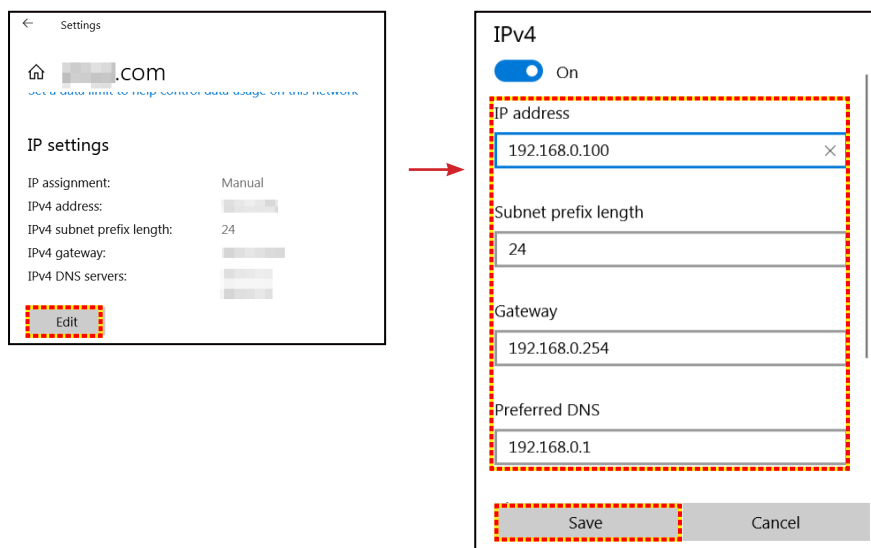 Settings
.com
Set a data limit to help control data usage on this network
IP settings
IP assignment: Manual
IPv4 address:
IPv4 subnet prefix length: 24
IPv4 gateway:
IPv4 DNS servers:
Edit
IPv4
On
IP address
192.168.0.100
Subnet prefix length
24
Gateway
192.168.0.254
Preferred DNS
192.168.0.1
Save Cancel